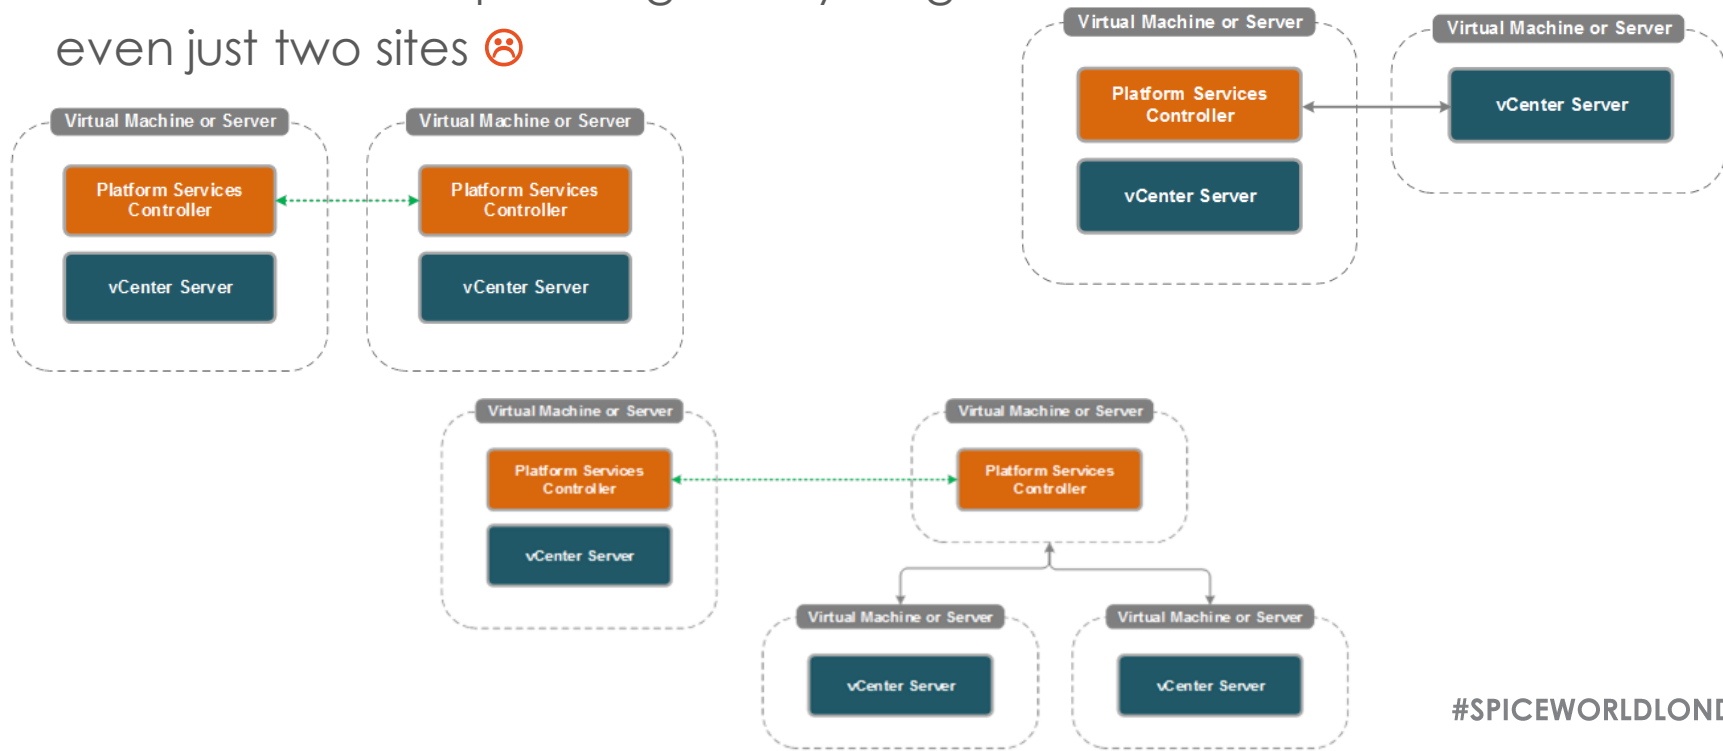 even just two sites
Virtual Machine or Server
Platform Services
Controller
vCenter Server
Virtual Machine or Server
Platform Services
Controller
vCenter Server
Virtual Machine or Server
Platform Services
Controller
vCenter Server
Virtual Machine or Server
vCenter Server
Virtual Machine or Server
Platform Services
Controller
vCenter Server
Virtual Machine or Server
Platform Services
Controller
Virtual Machine or Server
vCenter Server
Virtual Machine or Server
vCenter Server
#SPICEWORLDLOND